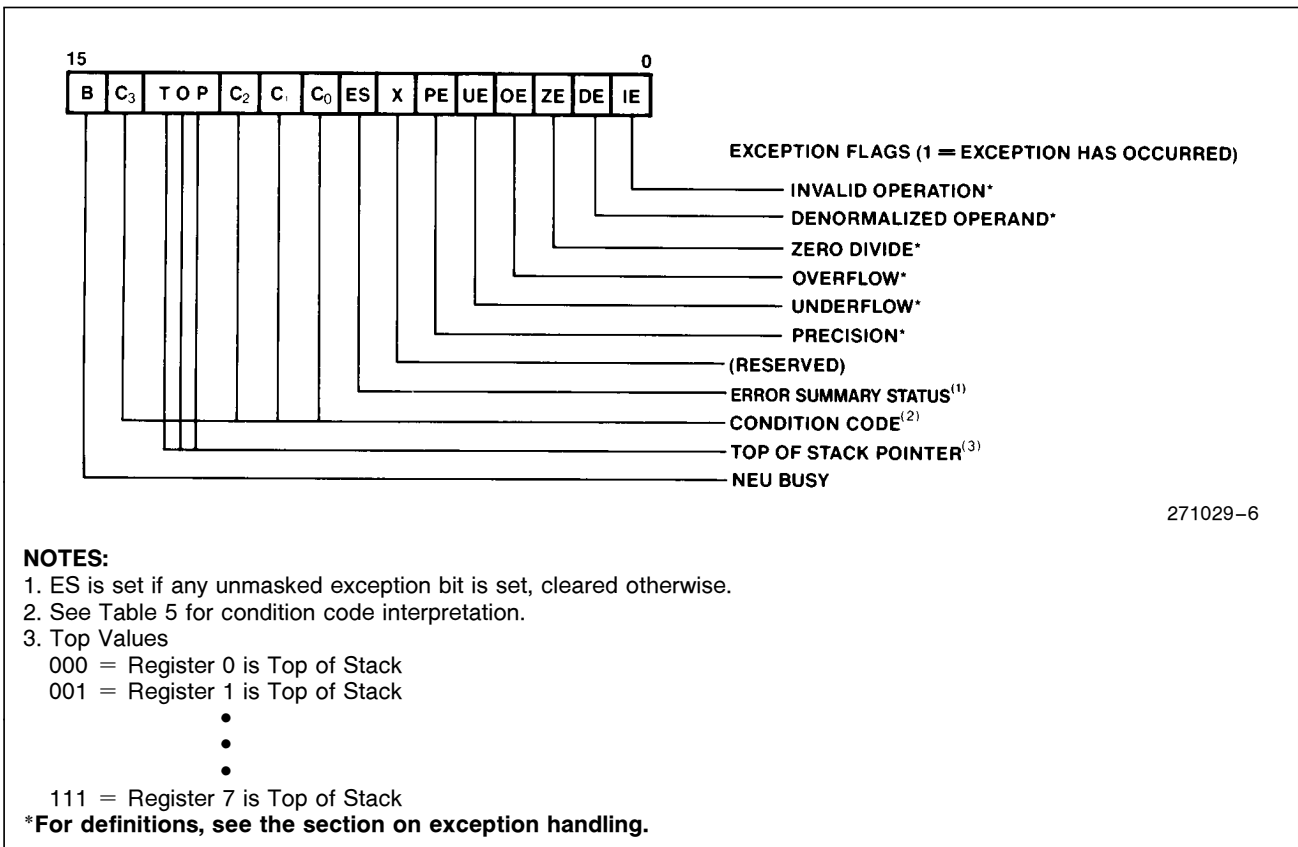 15 0
B C₃ T O P C₂ C₁ C₀ ES X PE UE OE ZE DE IE
EXCEPTION FLAGS (1 = EXCEPTION HAS OCCURRED)
INVALID OPERATION*
DENORMALIZED OPERAND*
ZERO DIVIDE*
OVERFLOW*
UNDERFLOW*
PRECISION*
(RESERVED)
ERROR SUMMARY STATUS(1)
CONDITION CODE(2)
TOP OF STACK POINTER(3)
NEU BUSY
271029–6
NOTES:
1. ES is set if any unmasked exception bit is set, cleared otherwise.
2. See Table 5 for condition code interpretation.
3. Top Values
000 = Register 0 is Top of Stack
001 = Register 1 is Top of Stack
•
•
•
111 = Register 7 is Top of Stack
*For definitions, see the section on exception handling.